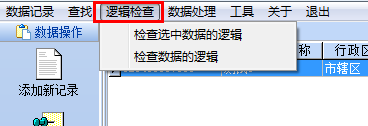 数据记录 查找 逻辑检查 数据处理 工具 关于 退出
数据操作
检查选中数据的逻辑
检查数据的逻辑
称 行政区
市辖区
添加新记录